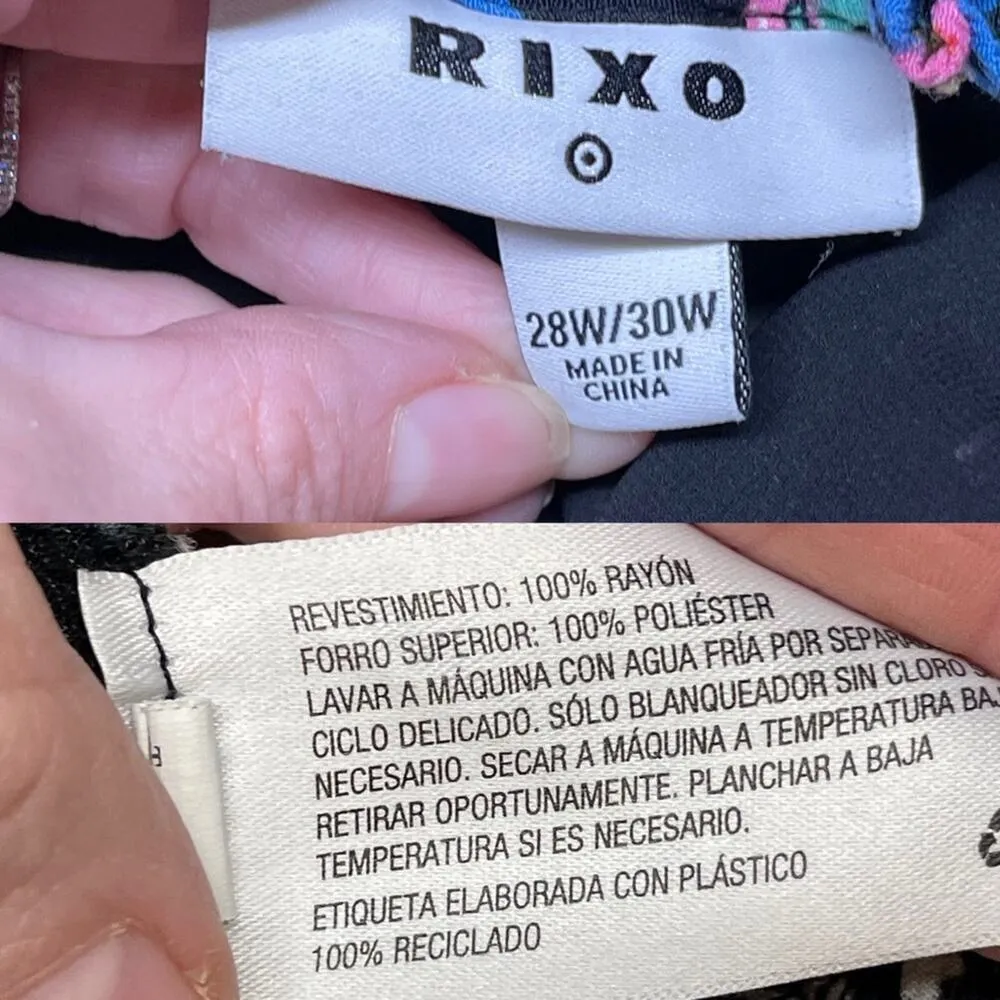 RIXO
28W/30W
MADE IN
CHINA
REVESTIMIENTO: 100% RAYÓN
FORRO SUPERIOR: 100% POLIÉSTER
LAVAR A MÁQUINA CON AGUA FRÍA POR
CICLO DELICADO. SÓLO BLANQUEADOR SIN CLORO
NECESARIO. SECAR A MÁQUINA A TEMPERATURA
RETIRAR OPORTUNAMENTE. PLANCHAR A BAJA
TEMPERATURA SI ES NECESARIO.
ETIQUETA ELABORADA CON PLÁSTICO
100% RECICLADO